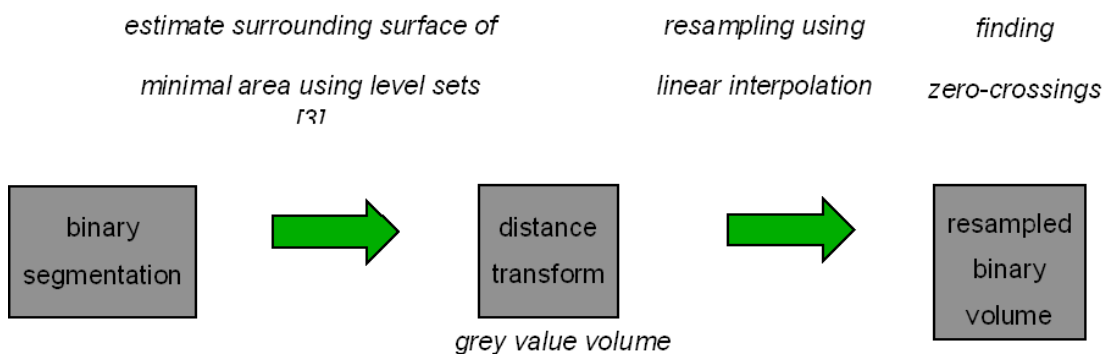 estimate surrounding surface of
minimal area using level sets
[3]
resampling using
linear interpolation
finding
zero-crossings
binary
segmentation
distance
transform
grey value volume
resampled
binary
volume